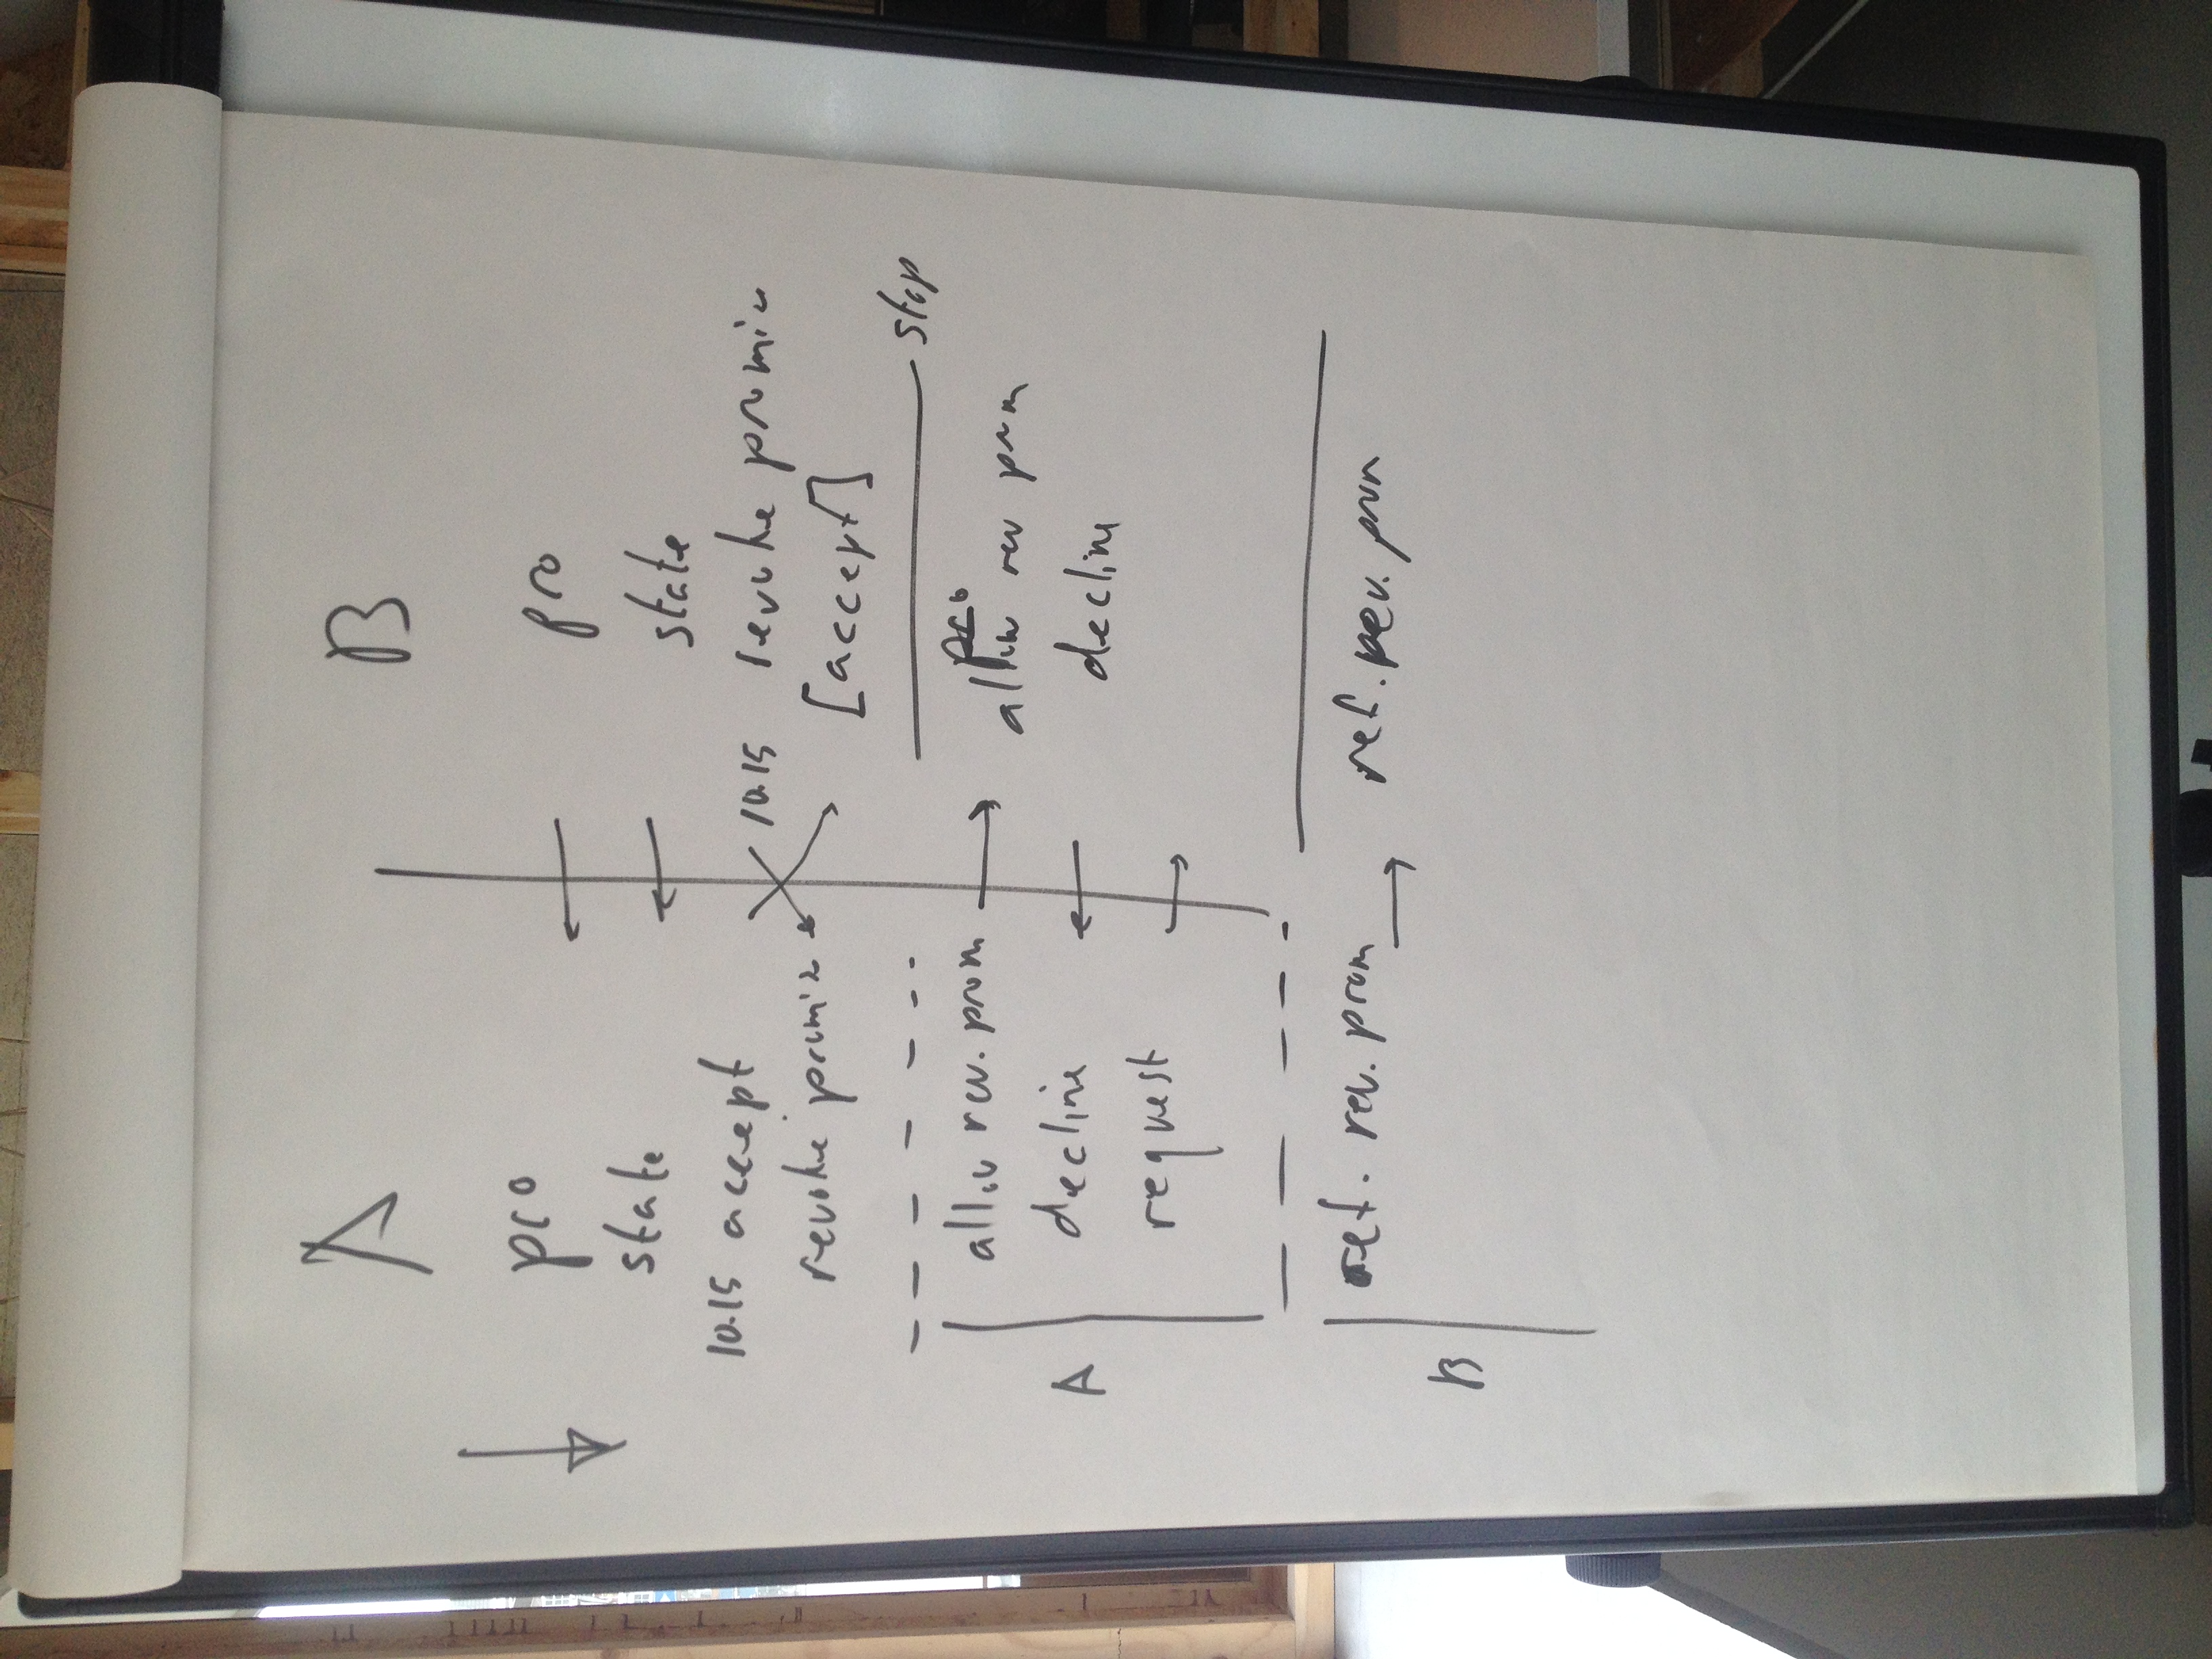 A B
pro pro
state state
10.15 accept 10.15 revoke promise
revoke promise [accept]
stop
pro
allow rev. prom allow rev prom
A decline decline
request
ref. rev. prom ref. rev. prom
B